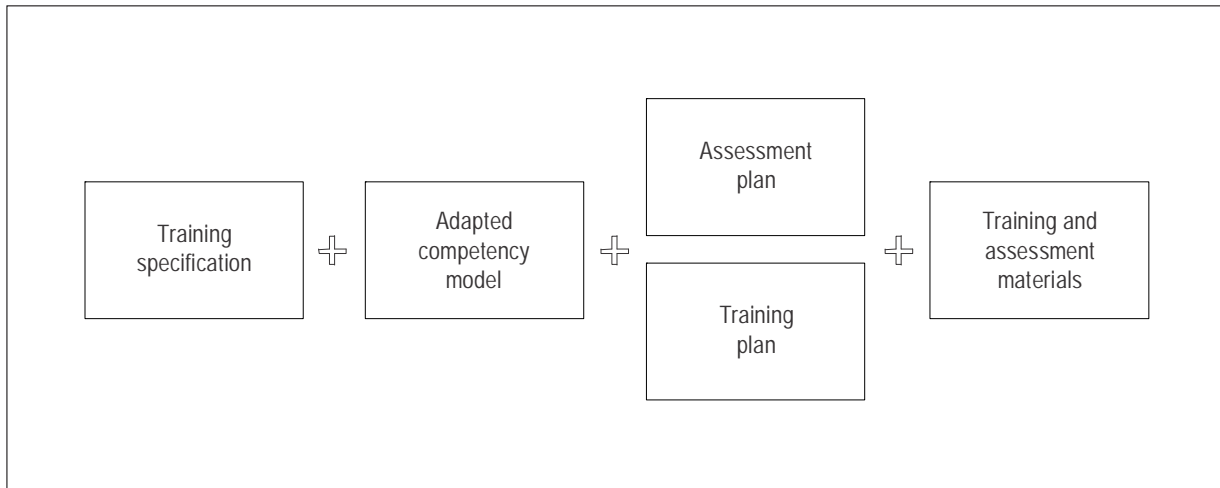 Training
specification
Adapted
competency
model
Assessment
plan
Training
plan
Training and
assessment
materials